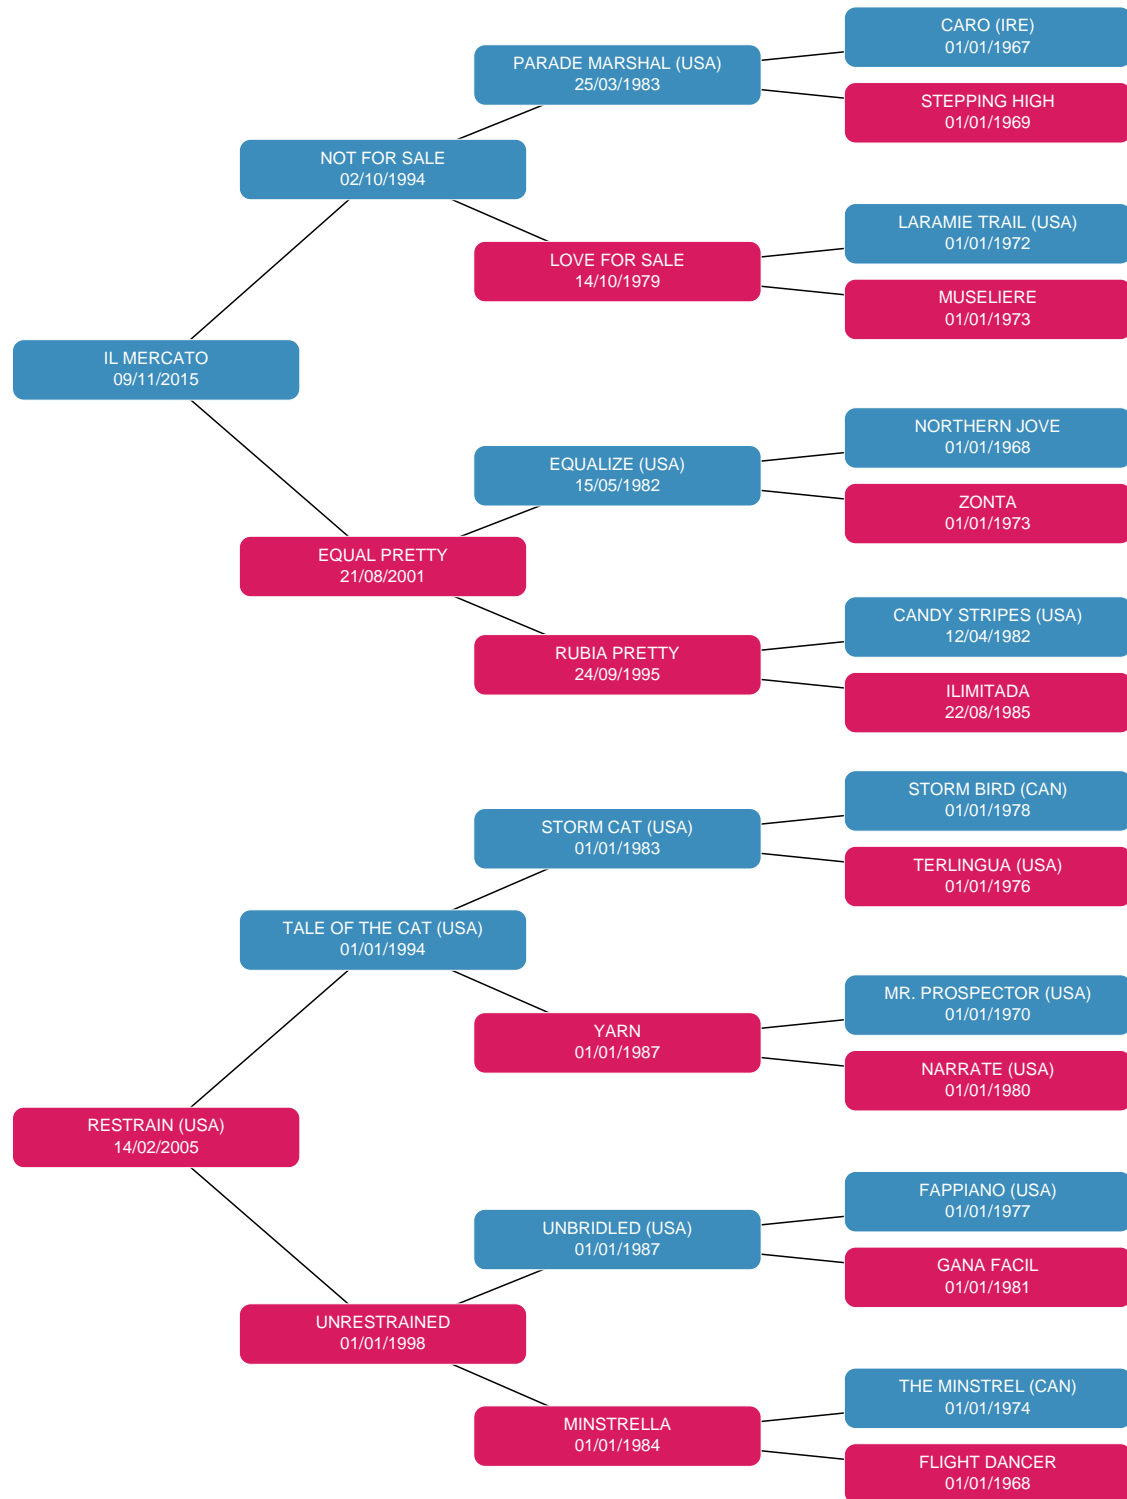 CARO (IRE)
01/01/1967
PARADE MARSHAL (USA)
25/03/1983
STEPPING HIGH
01/01/1969
NOT FOR SALE
02/10/1994
LARAMIE TRAIL (USA)
01/01/1972
LOVE FOR SALE
14/10/1979
MUSELIERE
01/01/1973
IL MERCATO
09/11/2015
NORTHERN JOVE
01/01/1968
EQUALIZE (USA)
15/05/1982
ZONTA
01/01/1973
EQUAL PRETTY
21/08/2001
CANDY STRIPES (USA)
12/04/1982
RUBIA PRETTY
24/09/1995
ILIMITADA
22/08/1985
STORM BIRD (CAN)
01/01/1978
STORM CAT (USA)
01/01/1983
TERLINGUA (USA)
01/01/1976
TALE OF THE CAT (USA)
01/01/1994
MR. PROSPECTOR (USA)
01/01/1970
YARN
01/01/1987
NARRATE (USA)
01/01/1980
RESTRAIN (USA)
14/02/2005
FAPPIANO (USA)
01/01/1977
UNBRIDLED (USA)
01/01/1987
GANA FACIL
01/01/1981
UNRESTRAINED
01/01/1998
THE MINSTREL (CAN)
01/01/1974
MINSTRELLA
01/01/1984
FLIGHT DANCER
01/01/1968